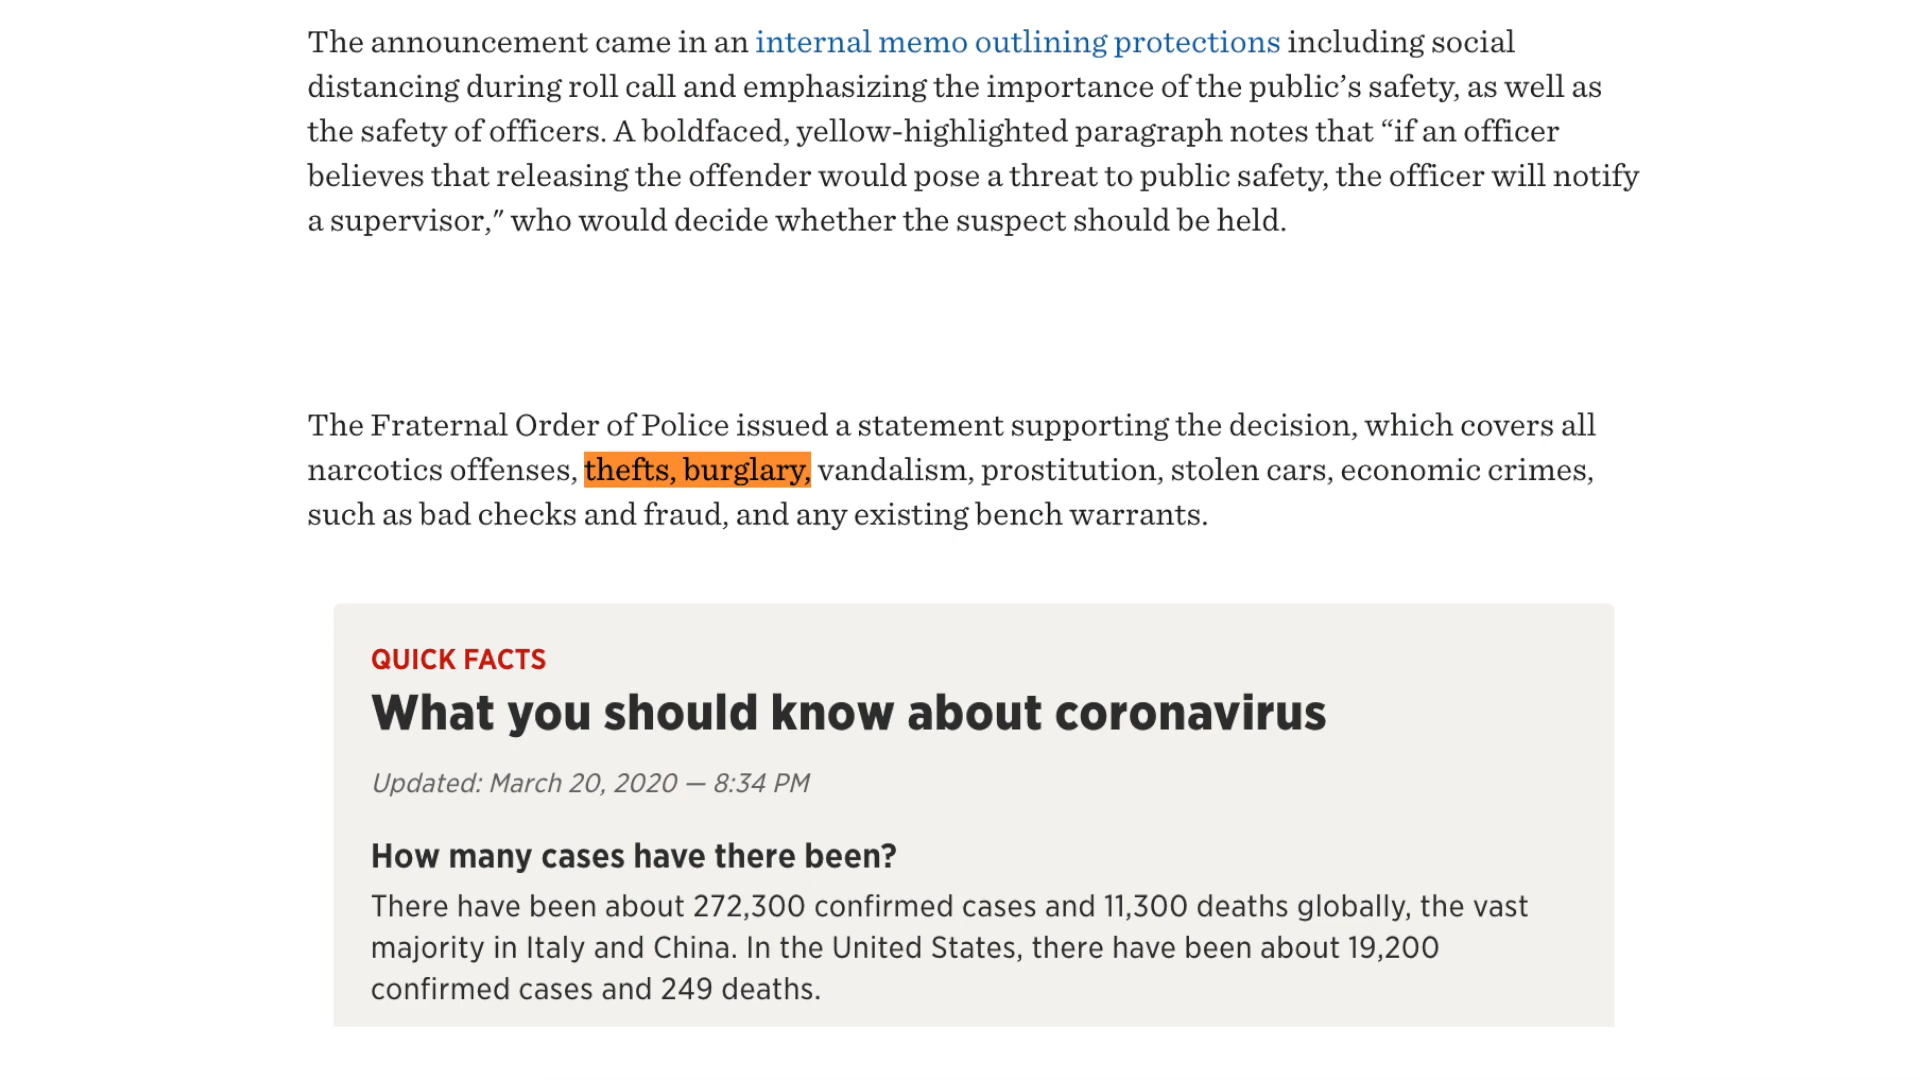 The announcement came in an internal memo outlining protections including social
distancing during roll call and emphasizing the importance of the public’s safety, as well as
the safety of officers. A boldfaced, yellow-highlighted paragraph notes that “if an officer
believes that releasing the offender would pose a threat to public safety, the officer will notify
a supervisor," who would decide whether the suspect should be held.
The Fraternal Order of Police issued a statement supporting the decision, which covers all
narcotics offenses, thefts, burglary, vandalism, prostitution, stolen cars, economic crimes,
such as bad checks and fraud, and any existing bench warrants.
QUICK FACTS
What you should know about coronavirus
Updated: March 20, 2020 — 8:34 PM
How many cases have there been?
There have been about 272,300 confirmed cases and 11,300 deaths globally, the vast
majority in Italy and China. In the United States, there have been about 19,200
confirmed cases and 249 deaths.